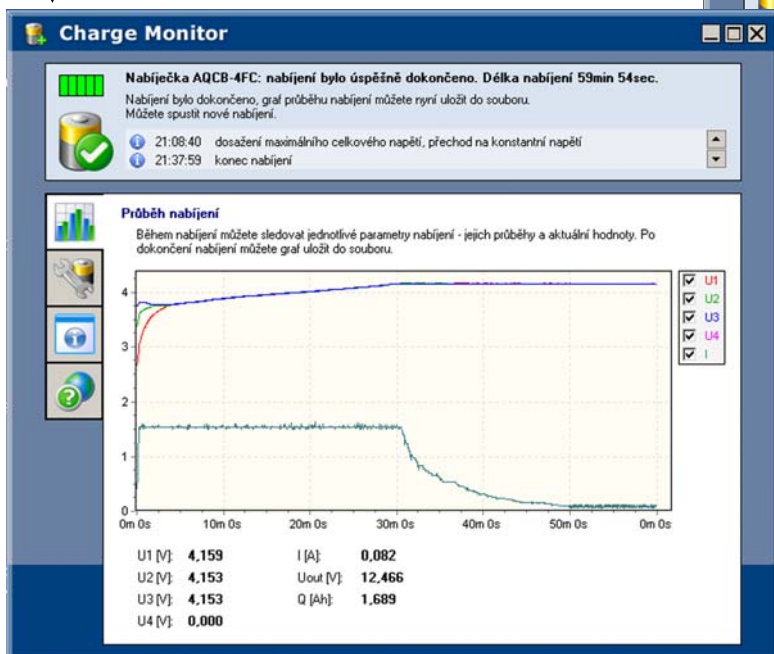 Charge Monitor
Nabíječka AQCB-4FC: nabíjení bylo úspěšně dokončeno. Délka nabíjení 59min 54sec.
Nabíjení bylo dokončeno, graf průběhu nabíjení můžete nyní uložit do souboru.
Můžete spustit nové nabíjení.
21:08:40 dosažení maximálního celkového napětí, přechod na konstantní napětí
21:37:59 konec nabíjení
Průběh nabíjení
Během nabíjení můžete sledovat jednotlivé parametry nabíjení - jejich průběhy a aktuální hodnoty. Po
dokončení nabíjení můžete graf uložit do souboru.
4
3
2
1
0
U1
U2
U3
U4
I
0m 0s 10m 0s 20m 0s 30m 0s 40m 0s 50m 0s 0m 0s
U1 [V]: 4,159 I [A]: 0,082
U2 [V]: 4,153 Uout [V]: 12,466
U3 [V]: 4,153 Q [Ah]: 1,689
U4 [V]: 0,000